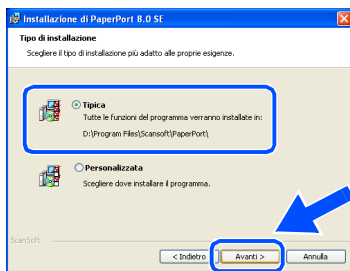 Installazione di PaperPort 8.0 SE
Tipo di installazione
Scegliere il tipo di installazione più adatto alle proprie esigenze.
Tipica
Tutte le funzioni del programma verranno installate in:
D:\Program Files\Scansoft\PaperPort\
Personalizzata
Scegliere dove installare il programma.
ScanSoft
< Indietro Avanti > Annulla